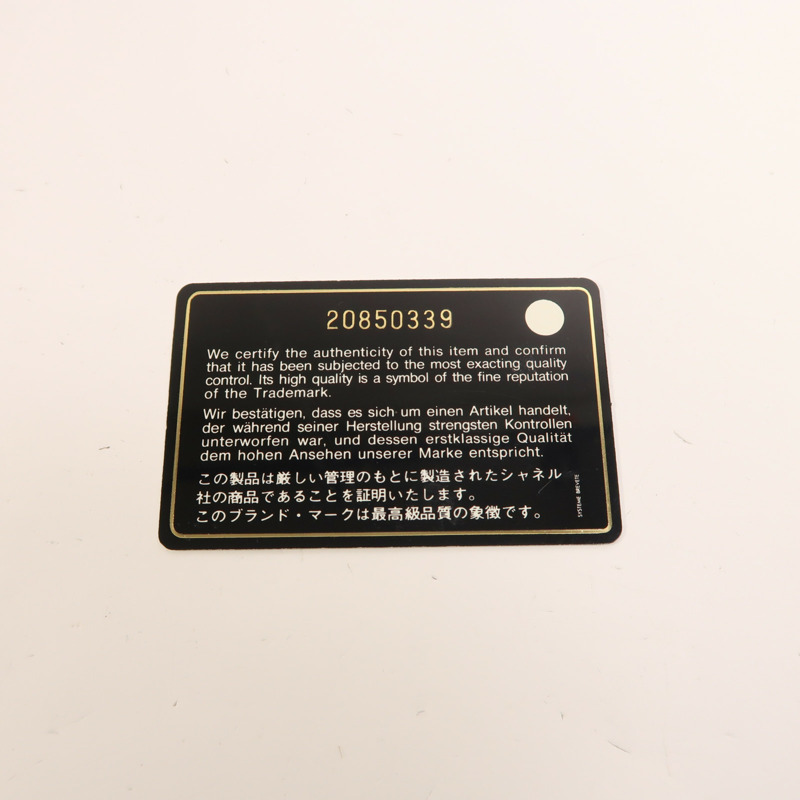 20850339
We certify the authenticity of this item and confirm
that it has been subjected to the most exacting quality
control. Its high quality is a symbol of the fine reputation
of the Trademark.
Wir bestätigen, dass es sich um einen Artikel handelt,
der während seiner Herstellung strengsten Kontrollen
unterworfen war, und dessen erstklassige Qualität
dem hohen Ansehen unserer Marke entspricht.
この製品は厳しい管理のもとに製造されたシャネル
社の商品であることを証明いたします。
このブランド・マークは最高級品質の象徴です。
SYSTEME BREVETE